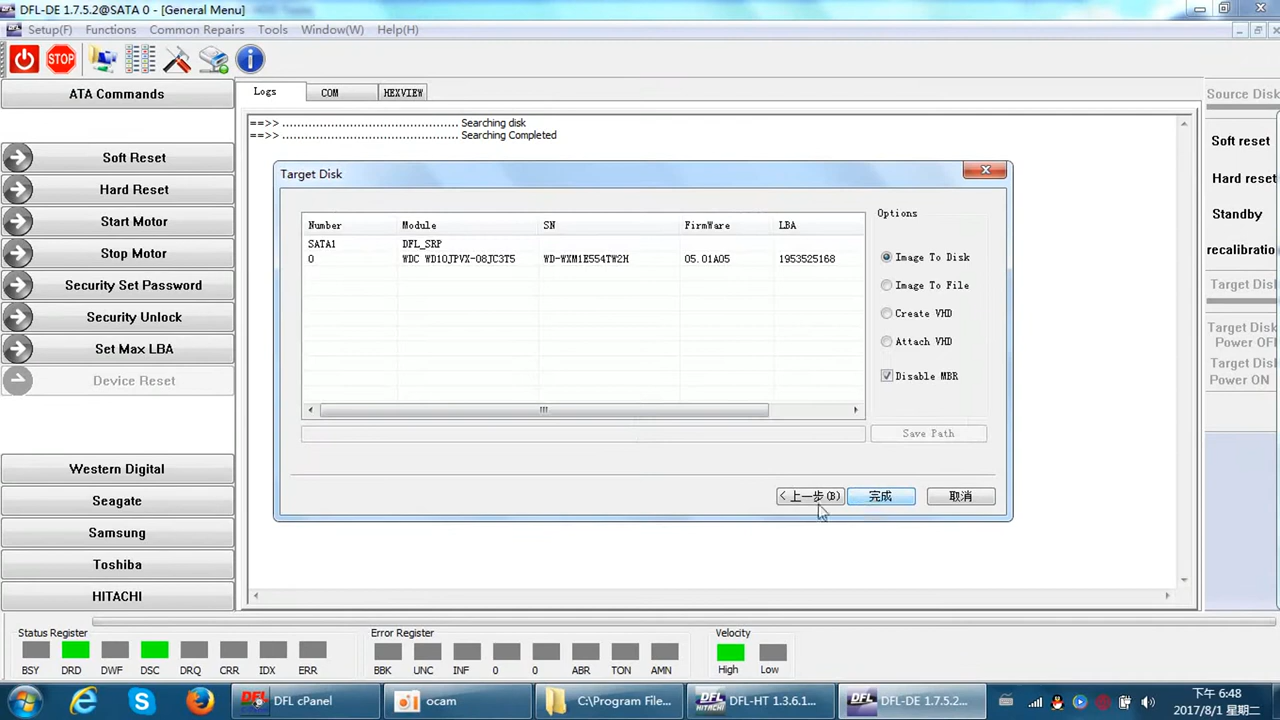 DFL-DE 1.7.5.2@SATA 0 - [General Menu]
Setup(F) Functions Common Repairs Tools Window(W) Help(H)
STOP
ATA Commands
Logs COM HEXVIEW
Source Disk
==>> .............................................. Searching disk
==>> .............................................. Searching Completed
Soft Reset
Hard Reset
Start Motor
Stop Motor
Security Set Password
Security Unlock
Set Max LBA
Device Reset
Western Digital
Seagate
Samsung
Toshiba
HITACHI
Target Disk
Number Module SN FirmWare LBA
SATA1 DFL_SRP
0 WDC WD10JPVX-08JC3T5 WD-WXM1E554TW2H 05.01A05 1953525168
Options
Image To Disk
Image To File
Create VHD
Attach VHD
Disable MBR
Save Path
< 上一步(B) 完成 取消
Soft reset
Hard reset
Standby
recalibratio
Target Dis
Target Disk
Power OFF
Target Disk
Power ON
Status Register Error Register Velocity
BSY DRD DWF DSC DRQ CRR IDX ERR BBK UNC INF 0 0 ABR TON AMN High Low
DFL cPanel ocam C:\Program File... DFL-HT 1.3.6.1... DFL-DE 1.7.5.2...
下午 6:48
2017/8/1 星期二